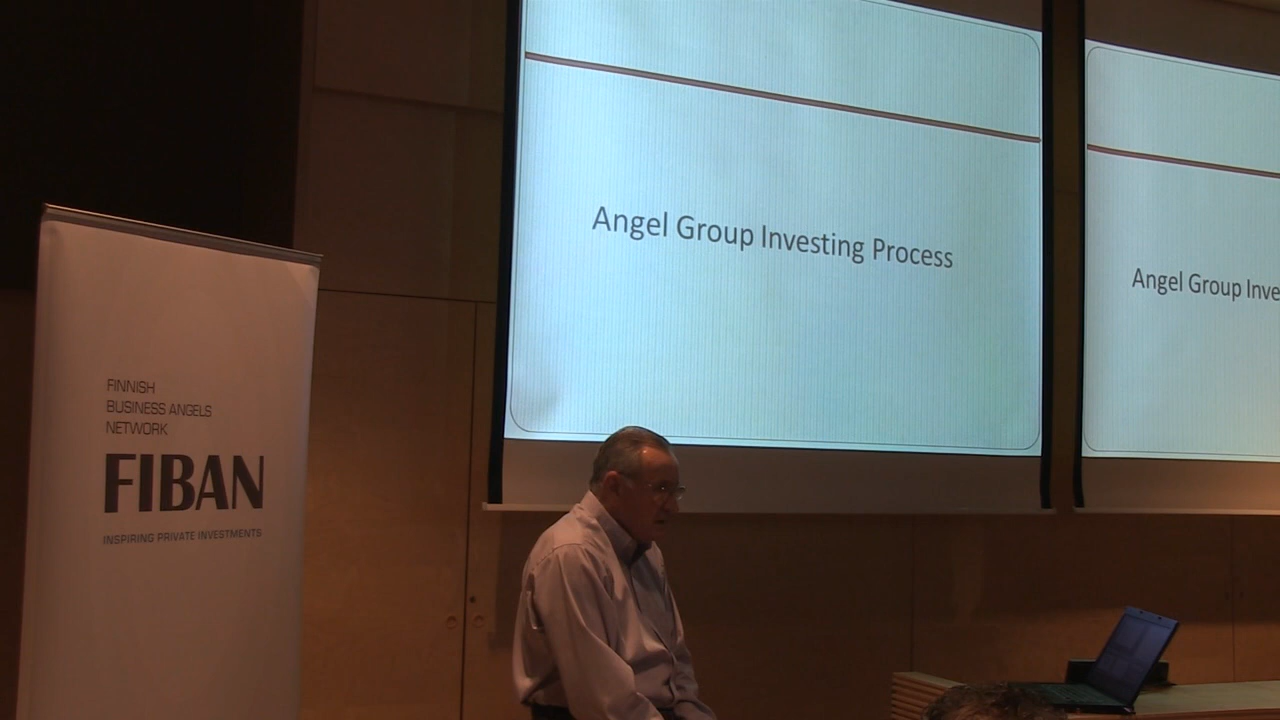 FINNISH
BUSINESS ANGELS
NETWORK
FIBAN
INSPIRING PRIVATE INVESTMENTS
Angel Group Investing Process
Angel Group Inve